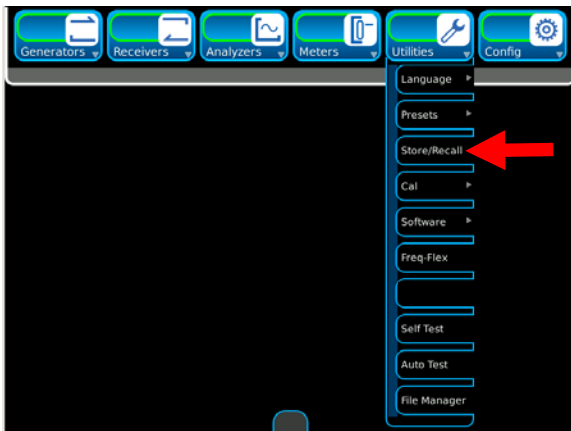 Generators
Receivers
Analyzers
Meters
Utilities
Config
Language
Presets
Store/Recall
Cal
Software
Freq-Flex
Self Test
Auto Test
File Manager